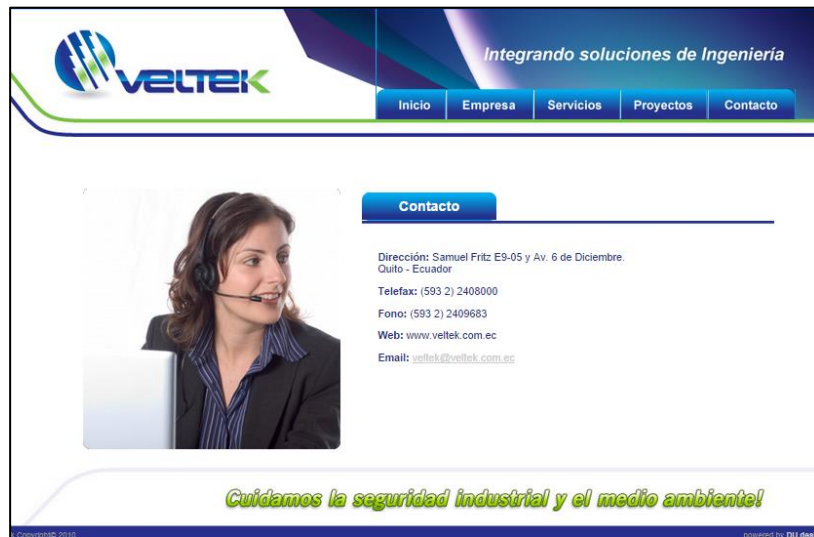 VELTEK
Integrando soluciones de Ingeniería
Inicio Empresa Servicios Proyectos Contacto
Contacto
Dirección: Samuel Fritz E9-05 y Av. 6 de Diciembre.
Quito - Ecuador
Telefax: (593 2) 2408000
Fono: (593 2) 2409683
Web: www.veltek.com.ec
Email: veltek@veltek.com.ec
Cuidamos la seguridad industrial y el medio ambiente!
k Copyright© 2010
powered by DU des